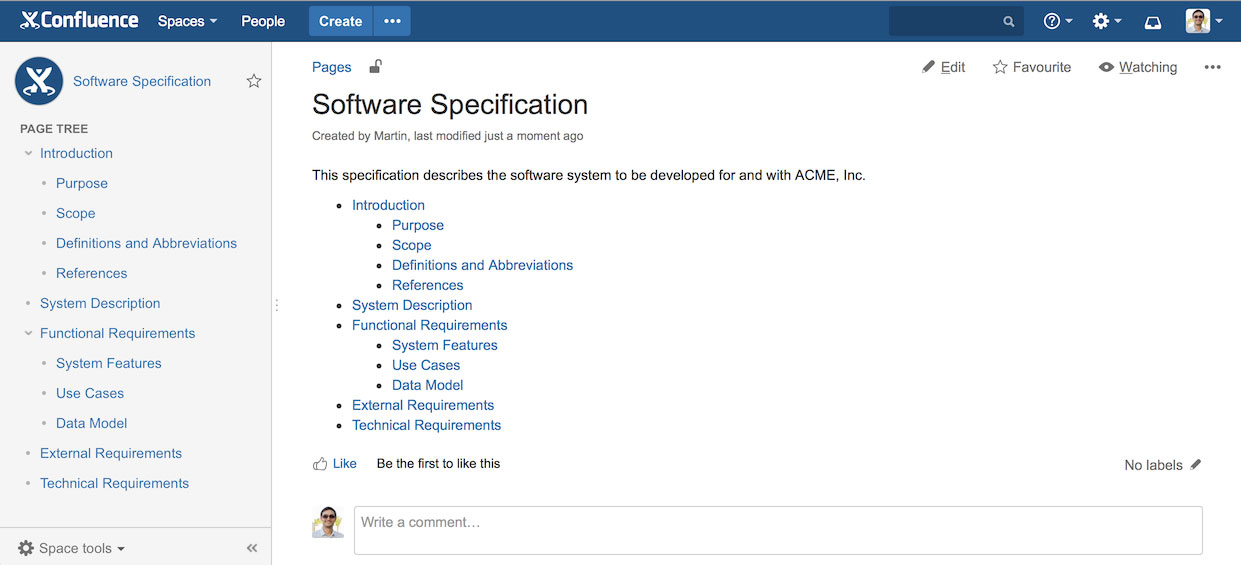 Confluence Spaces People Create •••
Software Specification
PAGE TREE
Introduction
Purpose
Scope
Definitions and Abbreviations
References
System Description
Functional Requirements
System Features
Use Cases
Data Model
External Requirements
Technical Requirements
Space tools
Pages
Edit Favourite Watching •••
Software Specification
Created by Martin, last modified just a moment ago
This specification describes the software system to be developed for and with ACME, Inc.
Introduction
Purpose
Scope
Definitions and Abbreviations
References
System Description
Functional Requirements
System Features
Use Cases
Data Model
External Requirements
Technical Requirements
Like Be the first to like this
No labels
Write a comment…